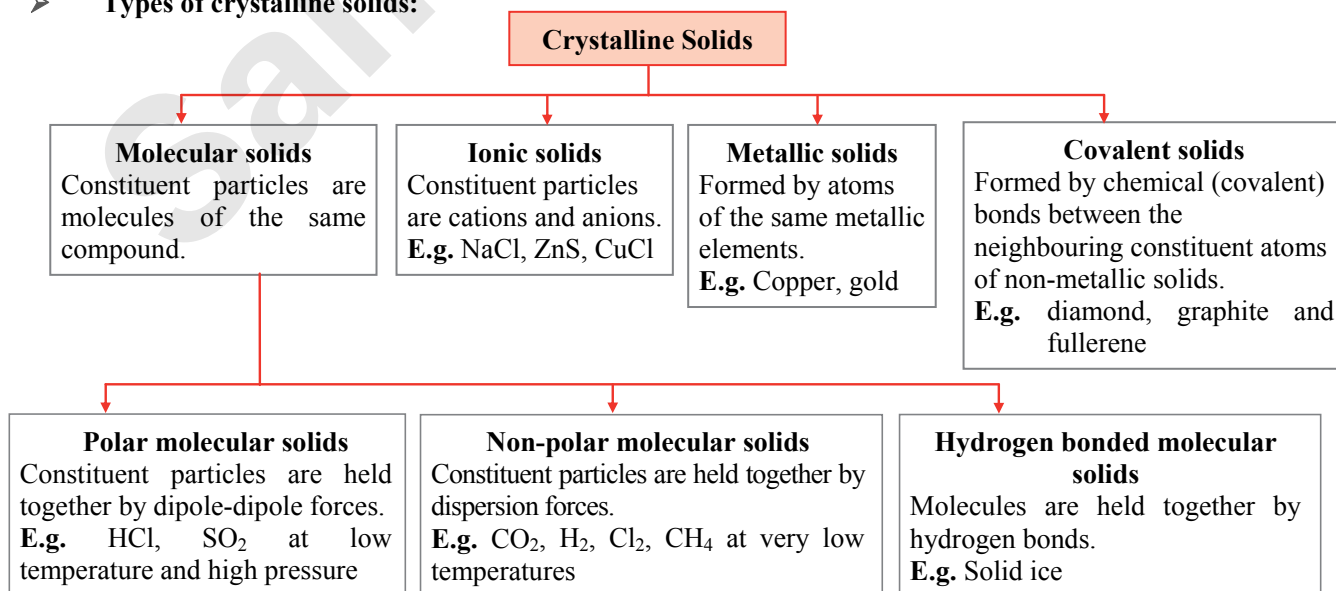 ➢ Types of crystalline solids:
Crystalline Solids
Molecular solids
Constituent particles are
molecules of the same
compound.
Ionic solids
Constituent particles
are cations and anions.
E.g. NaCl, ZnS, CuCl
Metallic solids
Formed by atoms
of the same metallic
elements.
E.g. Copper, gold
Covalent solids
Formed by chemical (covalent)
bonds between the
neighbouring constituent atoms
of non-metallic solids.
E.g. diamond, graphite and
fullerene
Polar molecular solids
Constituent particles are held
together by dipole-dipole forces.
E.g. HCl, SO₂ at low
temperature and high pressure
Non-polar molecular solids
Constituent particles are held together by
dispersion forces.
E.g. CO₂, H₂, Cl₂, CH₄ at very low
temperatures
Hydrogen bonded molecular
solids
Molecules are held together by
hydrogen bonds.
E.g. Solid ice